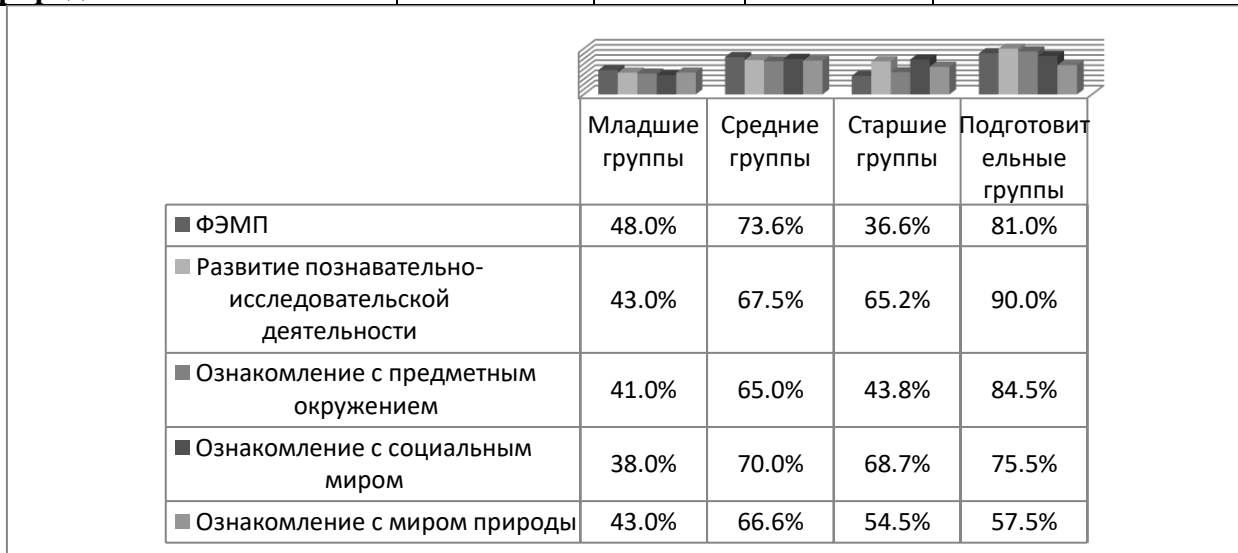 Младшие группы Средние группы Старшие группы Подготовительные группы
ФЭМП 48.0% 73.6% 36.6% 81.0%
Развитие познавательно-
исследовательской
деятельности 43.0% 67.5% 65.2% 90.0%
Ознакомление с предметным
окружением 41.0% 65.0% 43.8% 84.5%
Ознакомление с социальным
миром 38.0% 70.0% 68.7% 75.5%
Ознакомление с миром природы 43.0% 66.6% 54.5% 57.5%